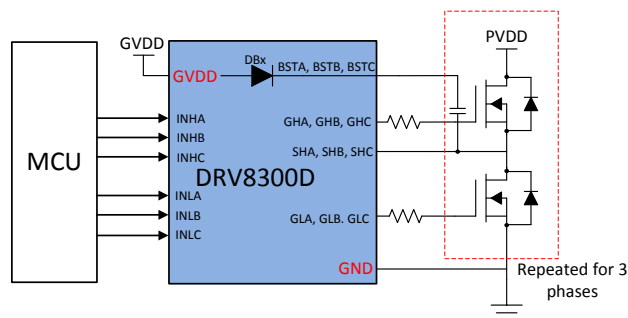 GVDD
DBx
PVDD
GVDD
BSTA, BSTB, BSTC
INHA
GHA, GHB, GHC
INHB
MCU
INHC
SHA, SHB, SHC
DRV8300D
INLA
INLB
GLA, GLB. GLC
INLC
GND
Repeated for 3
phases